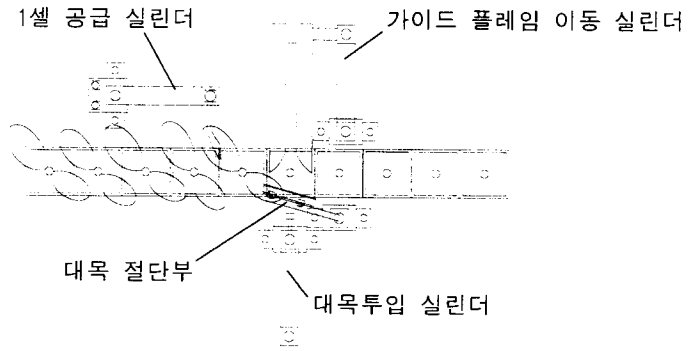 1셀 공급 실린더
가이드 플레임 이동 실린더
대목 절단부
대목투입 실린더